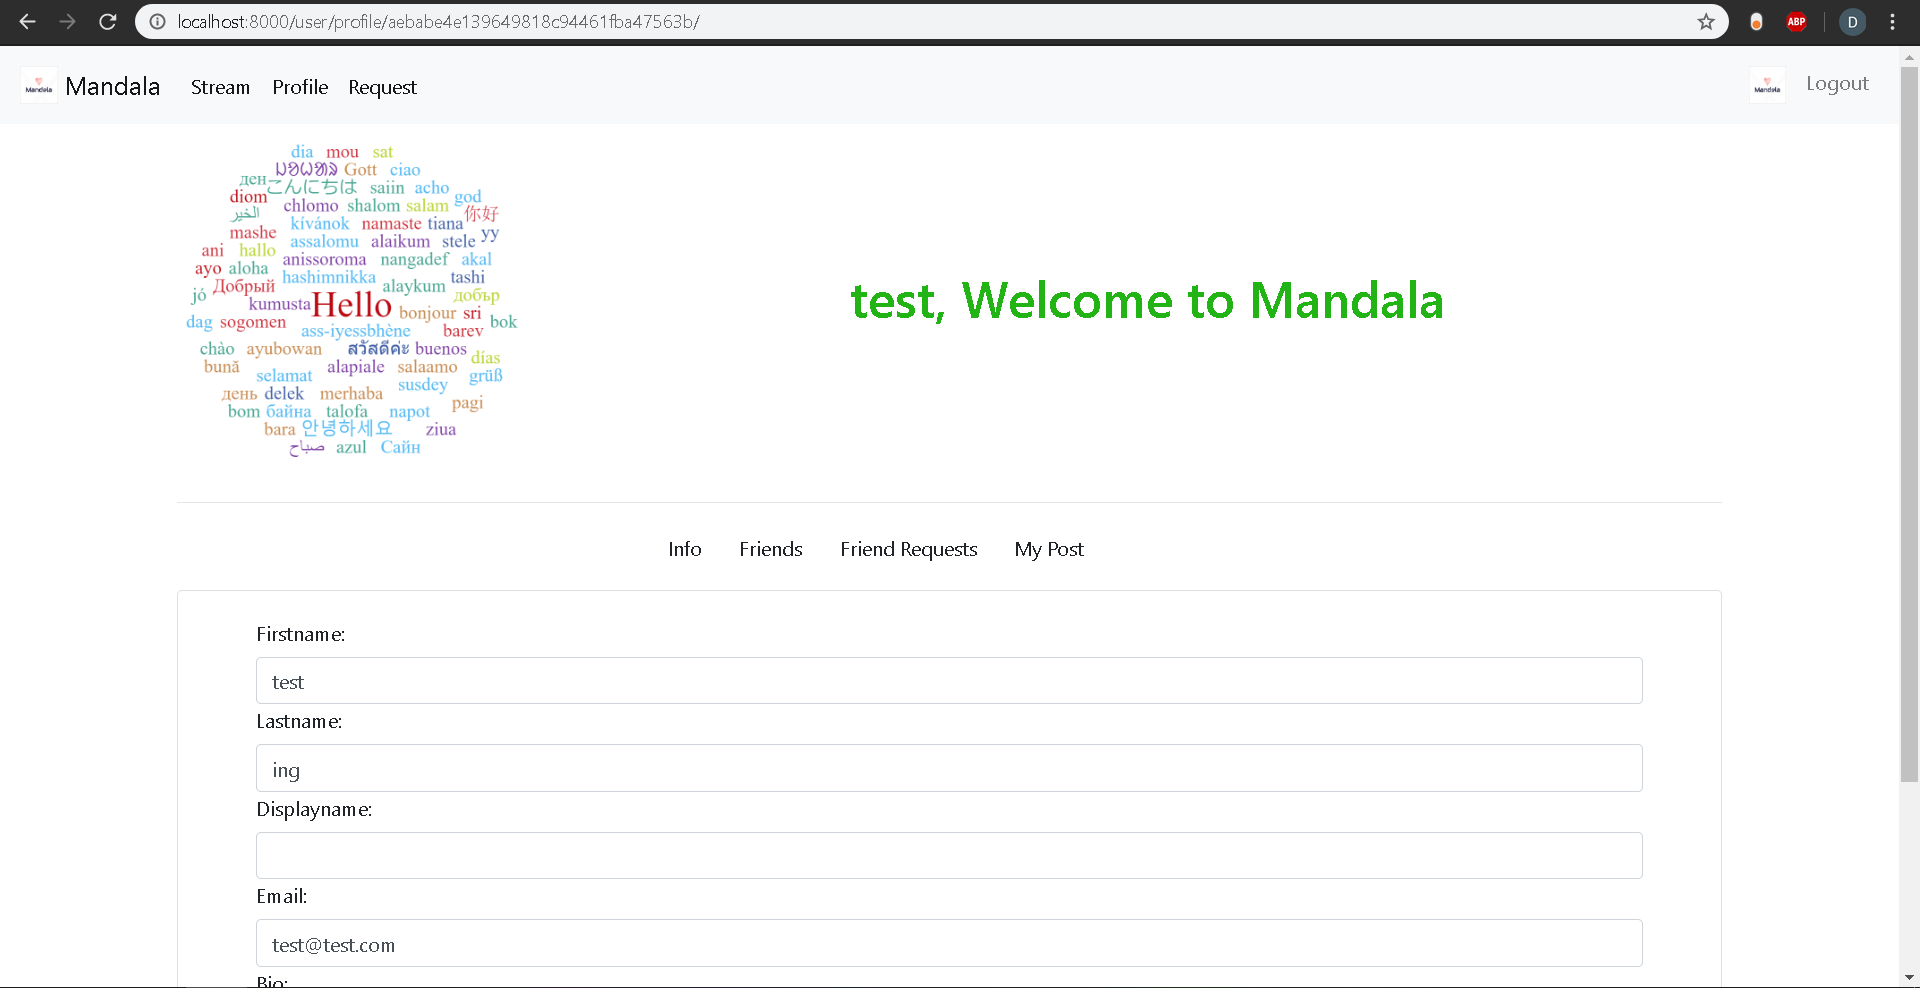 localhost:8000/user/profile/aebabe4e139649818c94461fba47563b/
ABP
D
Mandala
Mandala
Stream
Profile
Request
Mandala
Logout
dia mou sat
Gott ciao
ден こんにちは saiin acho
diom chlomo shalom salam god
الخير kívánok namaste tiana 你好
mashe assalomu alaikum stele yy
ani hallo anissoroma nangadef akal
ayo aloha hashimnikka alaykum tashi
jó Добрый kumusta Hello bonjour sri добър
dag sogomen ass-iyessbhène barev bok
chào ayubowan สวัสดีค่ะ buenos días
bună selamat alapiale salaamo grüß
день delek merhaba susdey pagi
bom байна talofa napot
bara 안녕하세요 ziua
صباح azul Сайн
test, Welcome to Mandala
Info
Friends
Friend Requests
My Post
Firstname:
test
Lastname:
ing
Displayname:
Email:
test@test.com
Bio: